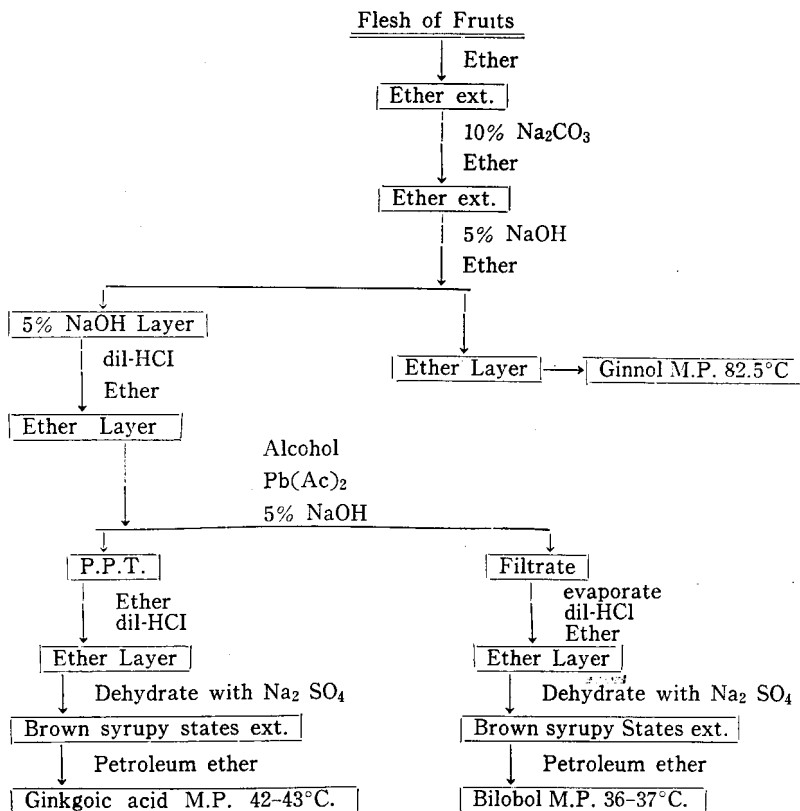 Flesh of Fruits
Ether
Ether ext.
10% Na₂CO₃
Ether
Ether ext.
5% NaOH
Ether
5% NaOH Layer
dil-HCl
Ether
Ether Layer
Ether Layer
Ginnol M.P. 82.5°C
Alcohol
Pb(Ac)₂
5% NaOH
P.P.T.
Ether
dil-HCl
Ether Layer
Dehydrate with Na₂ SO₄
Brown syrupy states ext.
Petroleum ether
Ginkgoic acid M.P. 42-43°C.
Filtrate
evaporate
dil-HCl
Ether
Ether Layer
Dehydrate with Na₂ SO₄
Brown syrupy States ext.
Petroleum ether
Bilobol M.P. 36-37°C.